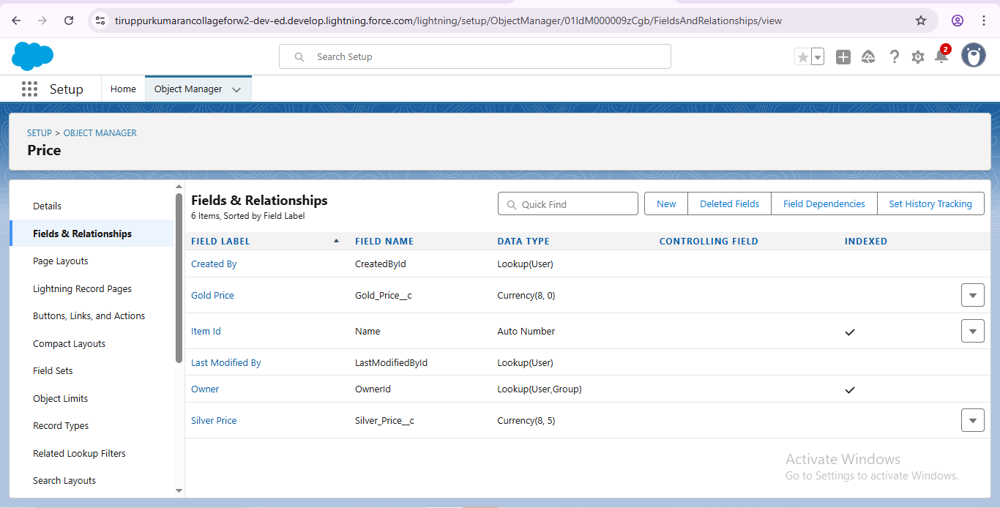 tiruppurkumarancollageforw2-dev-ed.develop.lightning.force.com/lightning/setup/ObjectManager/01IdM000009zCgb/FieldsAndRelationships/view
Search Setup
2
Setup
Home
Object Manager
SETUP > OBJECT MANAGER
Price
Details
Fields & Relationships
Page Layouts
Lightning Record Pages
Buttons, Links, and Actions
Compact Layouts
Field Sets
Object Limits
Record Types
Related Lookup Filters
Search Layouts
Fields & Relationships
6 Items, Sorted by Field Label
Quick Find
New
Deleted Fields
Field Dependencies
Set History Tracking
FIELD LABEL FIELD NAME DATA TYPE CONTROLLING FIELD INDEXED
Created By CreatedById Lookup(User)
Gold Price Gold_Price__c Currency(8, 0)
Item Id Name Auto Number
Last Modified By LastModifiedById Lookup(User)
Owner OwnerId Lookup(User,Group)
Silver Price Silver_Price__c Currency(8, 5)
Activate Windows
Go to Settings to activate Windows.